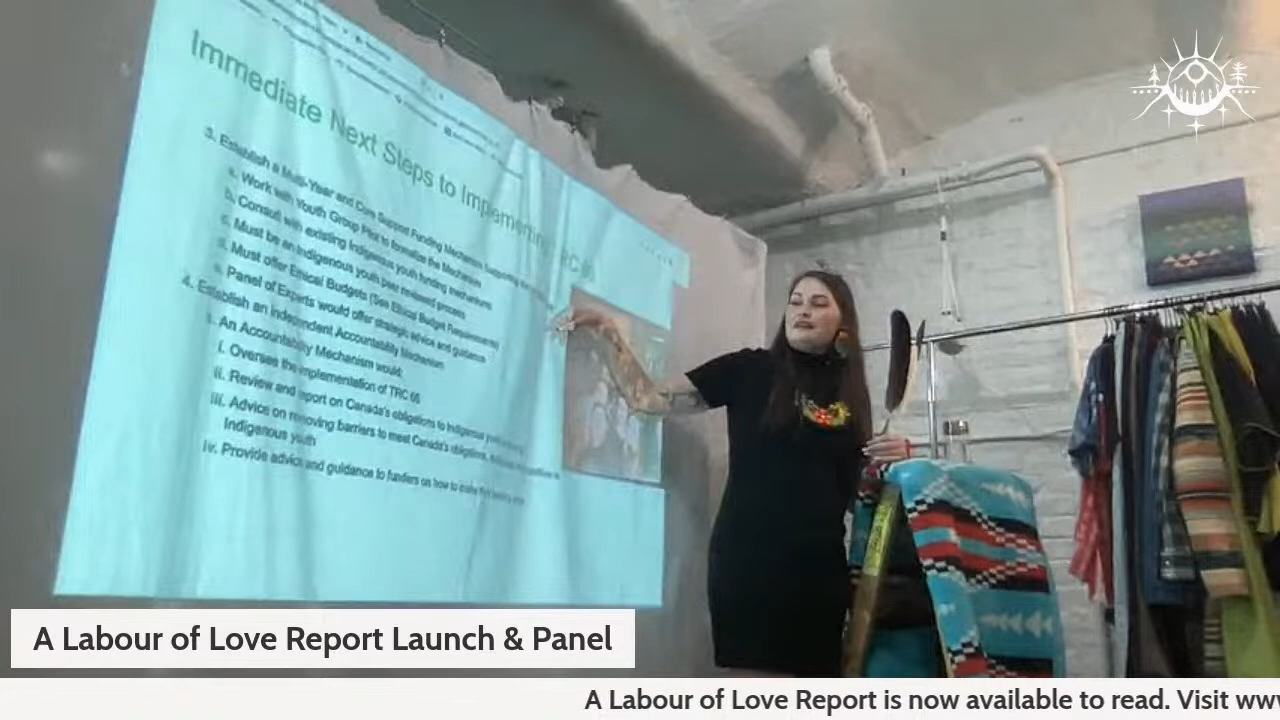 Immediate Next Steps to Implementing TRC 66
3. Establish a Multi-Year and Core Support Funding Mechanism Supporting
a. Work with Youth Group Pilot to formalize the Mechanism
b. Consult with existing Indigenous youth funding mechanisms
c. Must be an Indigenous youth peer reviewed process
d. Must offer Ethical Budgets (See Ethical Budget Requirements)
e. Panel of Experts would offer strategic advice and guidance
4. Establish an Independent Accountability Mechanism
An Accountability Mechanism would:
i. Oversee the implementation of TRC 66
ii. Review and report on Canada's obligations to Indigenous youth
iii. Advice on removing barriers to meet Canada's obligations,
Indigenous youth
iv. Provide advice and guidance to funders on how to
A Labour of Love Report Launch & Panel
A Labour of Love Report is now available to read. Visit www